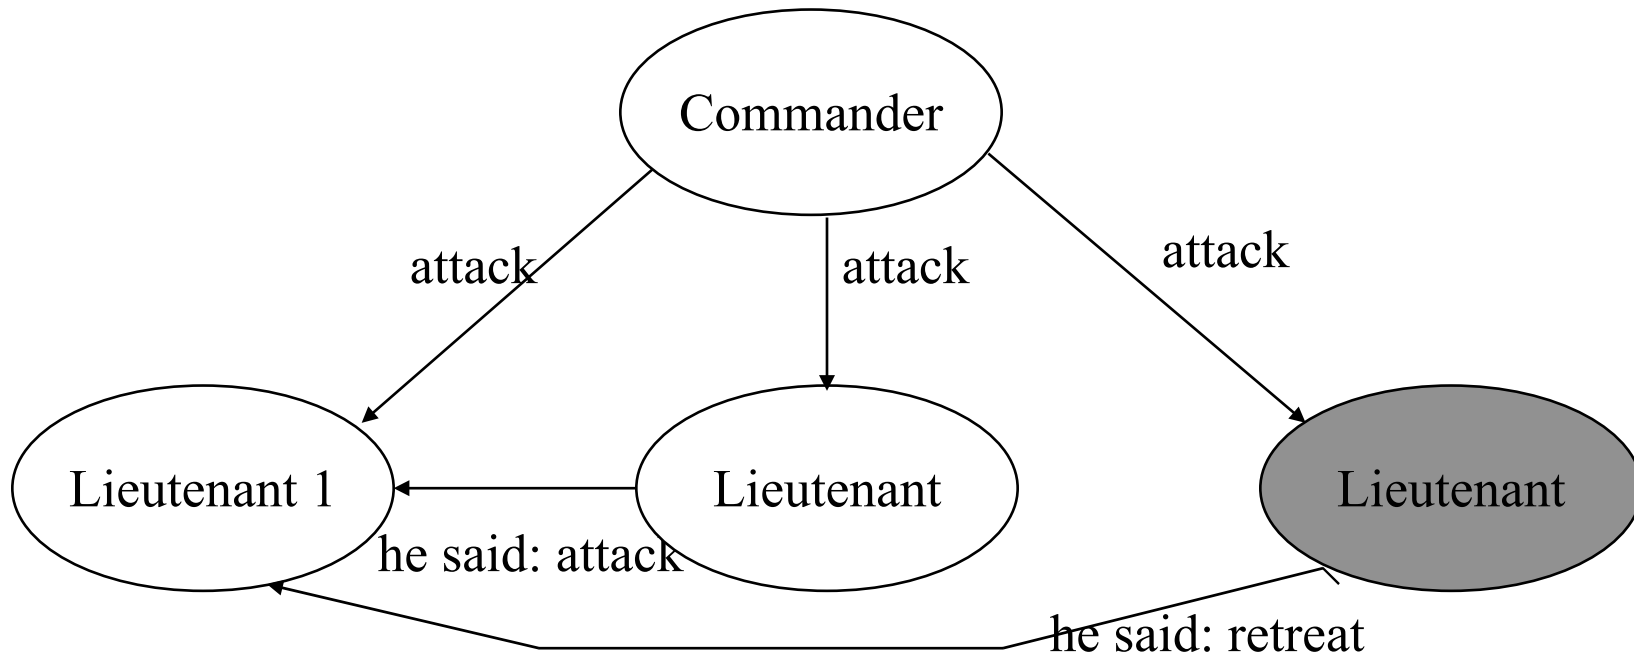 Commander
attack
attack
attack
Lieutenant 1
Lieutenant
Lieutenant
he said: attack
he said: retreat